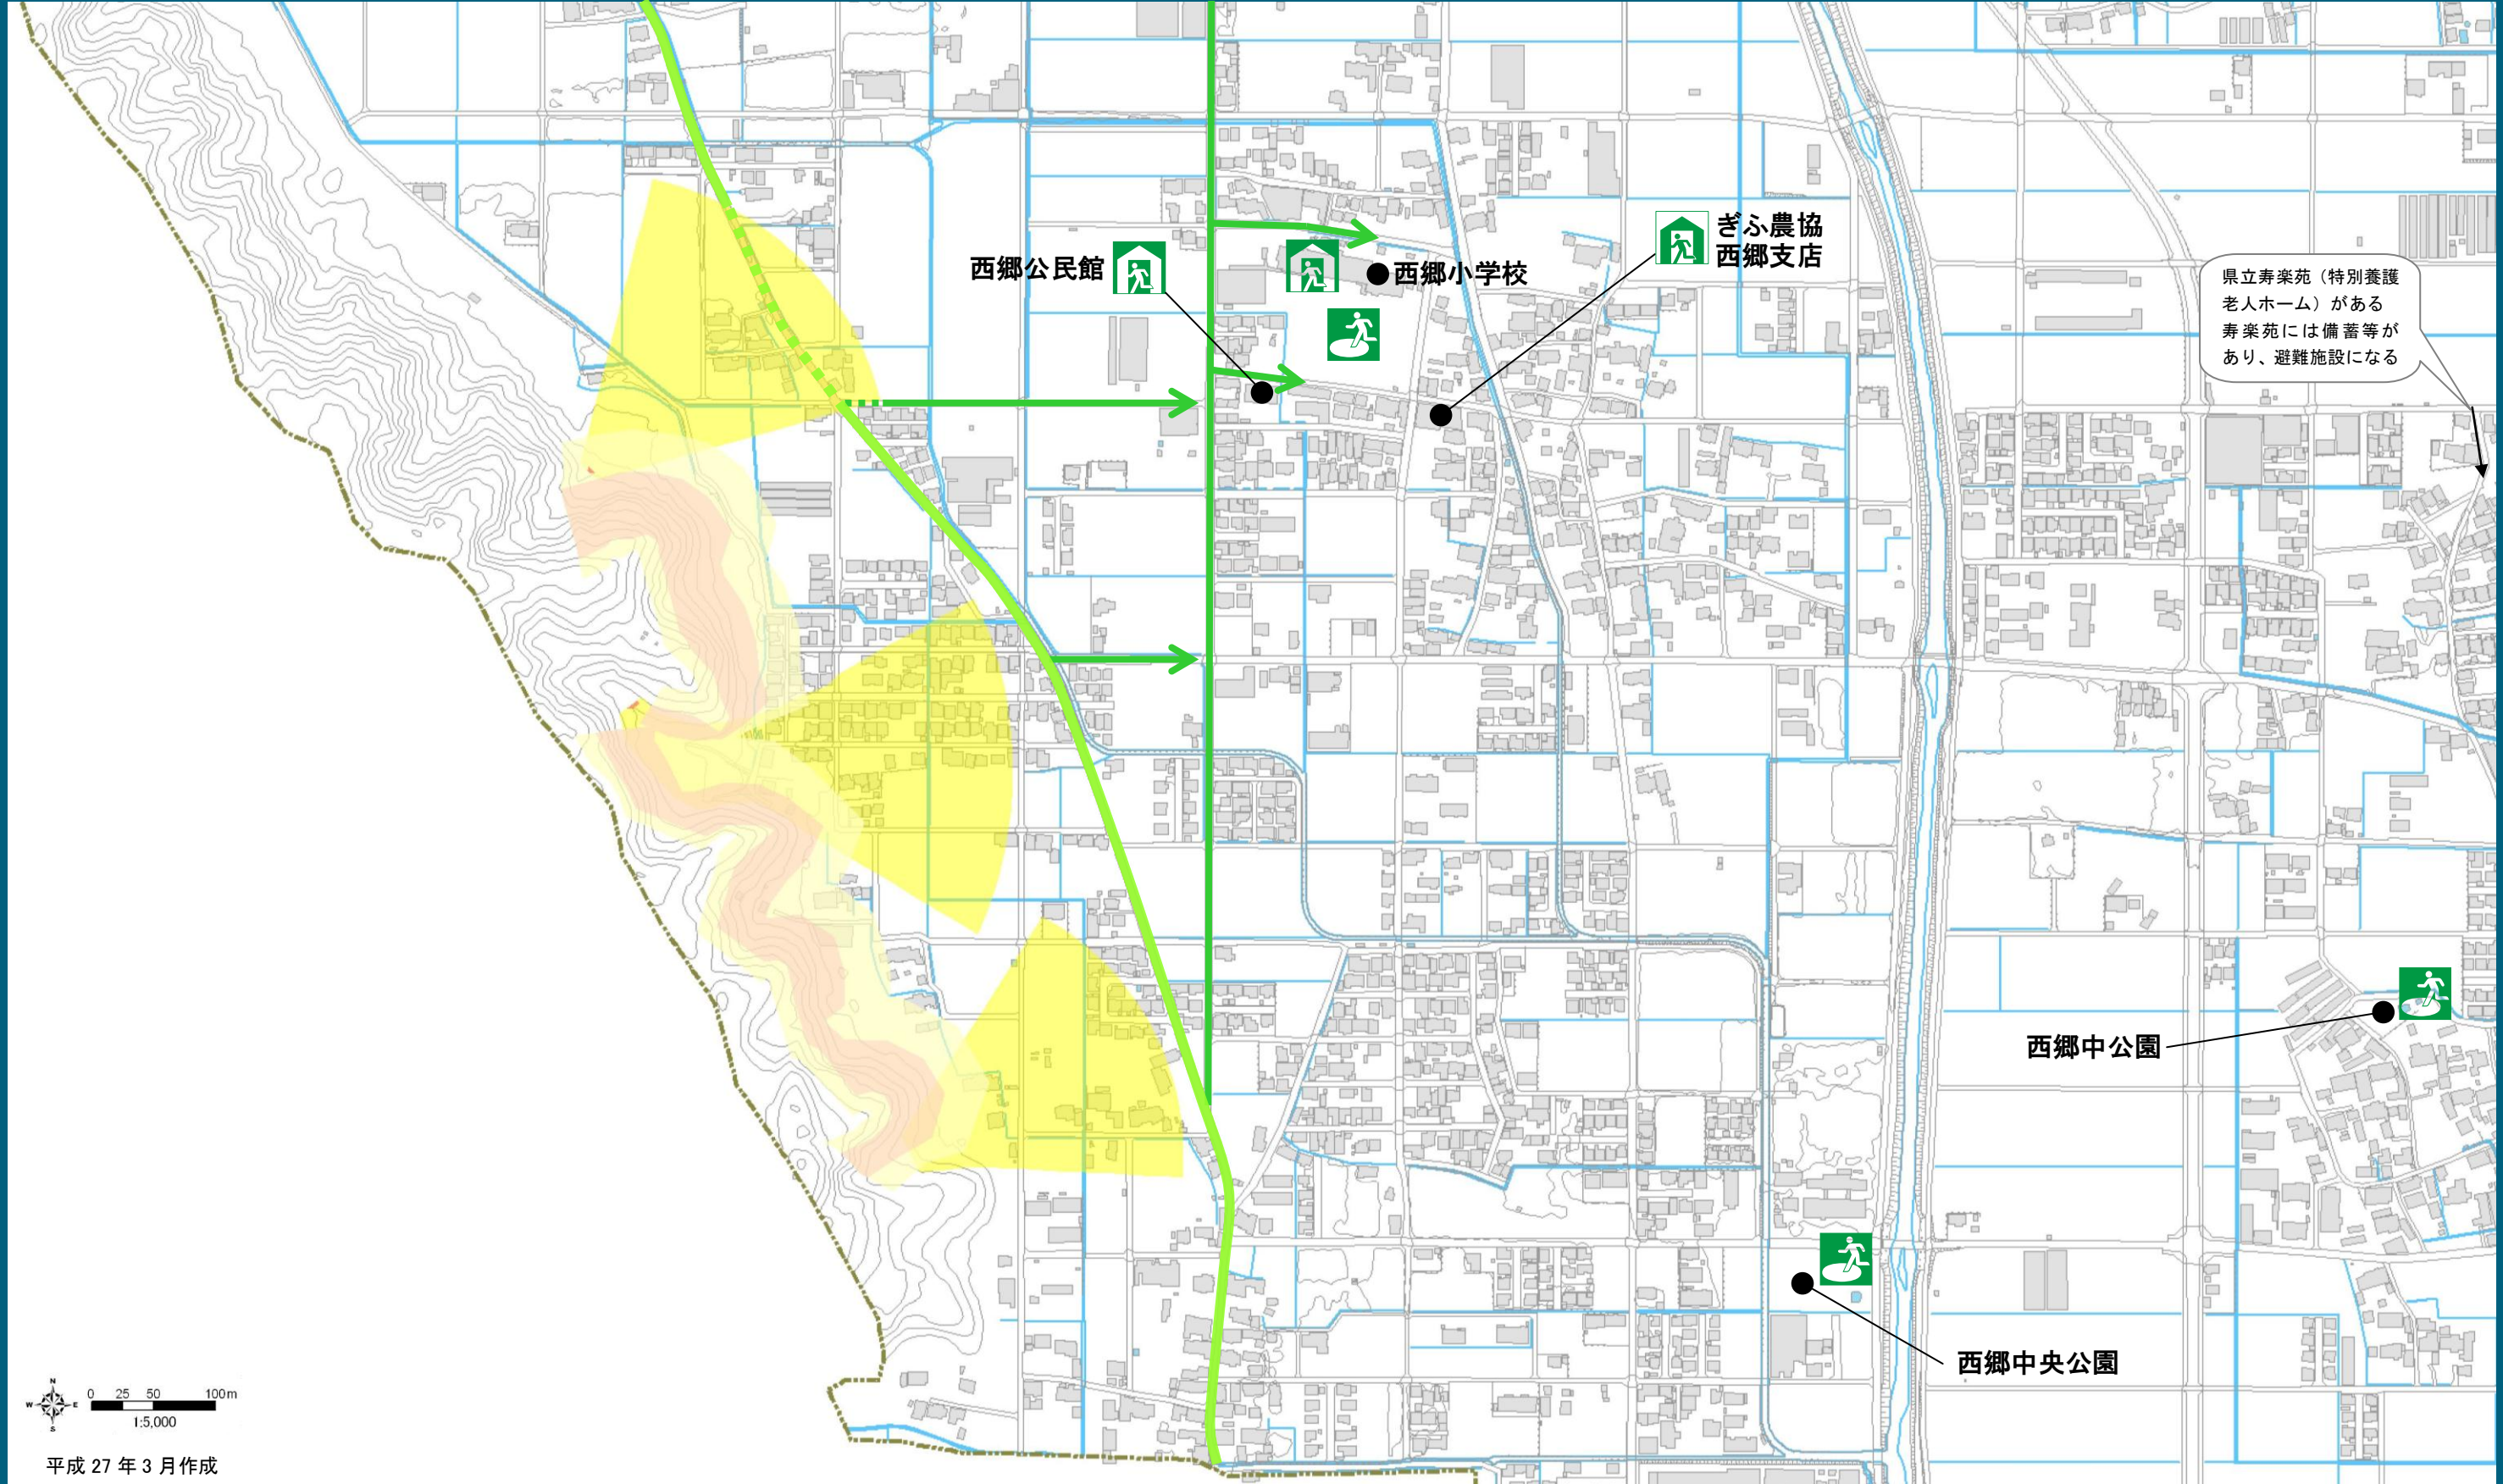 ぎふ農協
西郷支店
西郷公民館
西郷小学校
県立寿楽苑（特別養護
老人ホーム）がある
寿楽苑には備蓄等が
あり、避難施設になる
西郷中公園
西郷中央公園
N
W
E
S
0 25 50 100m
1:5,000
平成 27 年 3 月作成